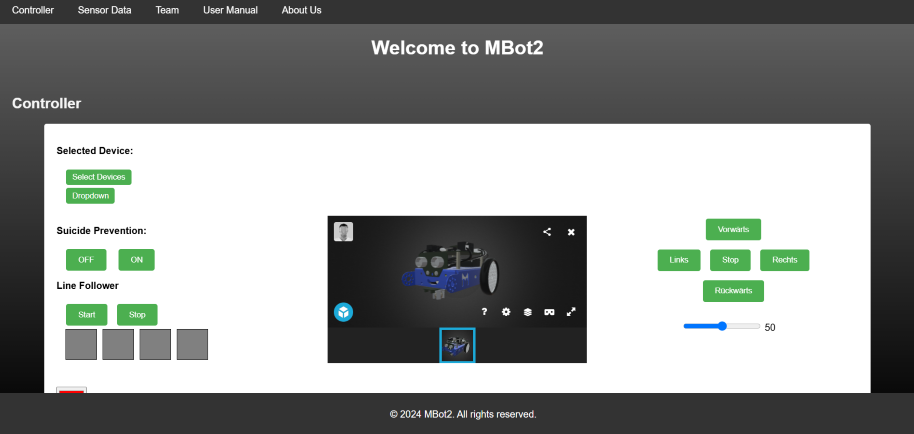 Controller Sensor Data Team User Manual About Us
Welcome to MBot2
Controller
Selected Device:
Select Devices
Dropdown
Suicide Prevention:
OFF ON
Line Follower
Start Stop
?
Vorwärts
Links Stop Rechts
Rückwärts
50
© 2024 MBot2. All rights reserved.